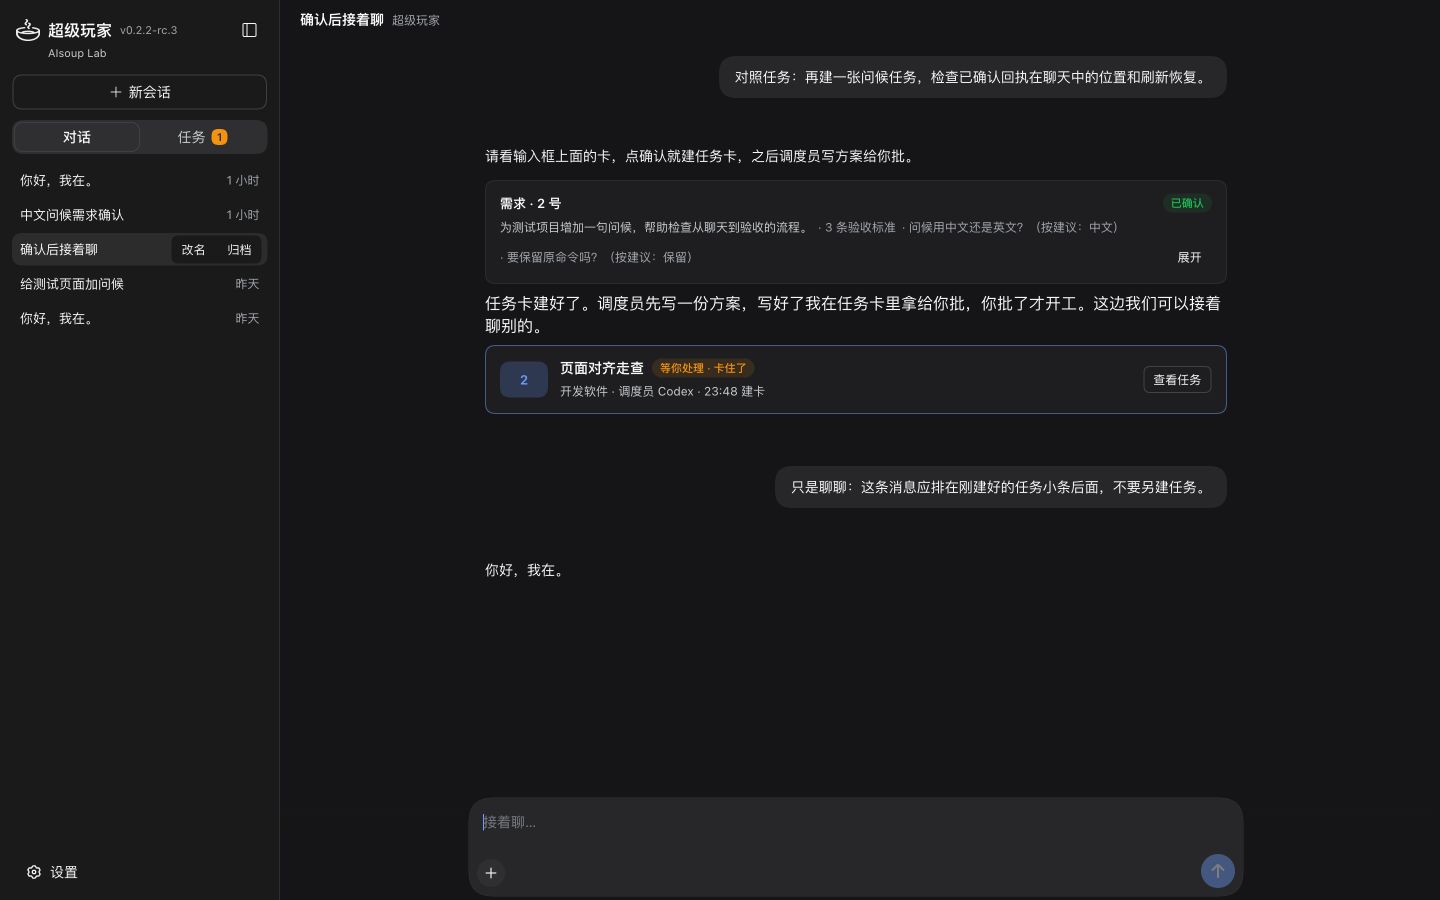 超级玩家 v0.2.2-rc.3
AIsoup Lab
新会话
对话 任务 1
你好，我在。 1 小时
中文问候需求确认 1 小时
确认后接着聊 改名 归档
给测试页面加问候 昨天
你好，我在。 昨天
设置
确认后接着聊 超级玩家
对照任务：再建一张问候任务，检查已确认回执在聊天中的位置和刷新恢复。
请看输入框上面的卡，点确认就建任务卡，之后调度员写方案给你批。
需求 · 2 号 已确认
为测试项目增加一句问候，帮助检查从聊天到验收的流程。 · 3 条验收标准 · 问候用中文还是英文？（按建议：中文）
· 要保留原命令吗？（按建议：保留） 展开
任务卡建好了。调度员先写一份方案，写好了我在任务卡里拿给你批，你批了才开工。这边我们可以接着
聊别的。
2 页面对齐走查 等你处理 · 卡住了
开发软件 · 调度员 Codex · 23:48 建卡 查看任务
只是聊聊：这条消息应排在刚建好的任务小条后面，不要另建任务。
你好，我在。
接着聊...